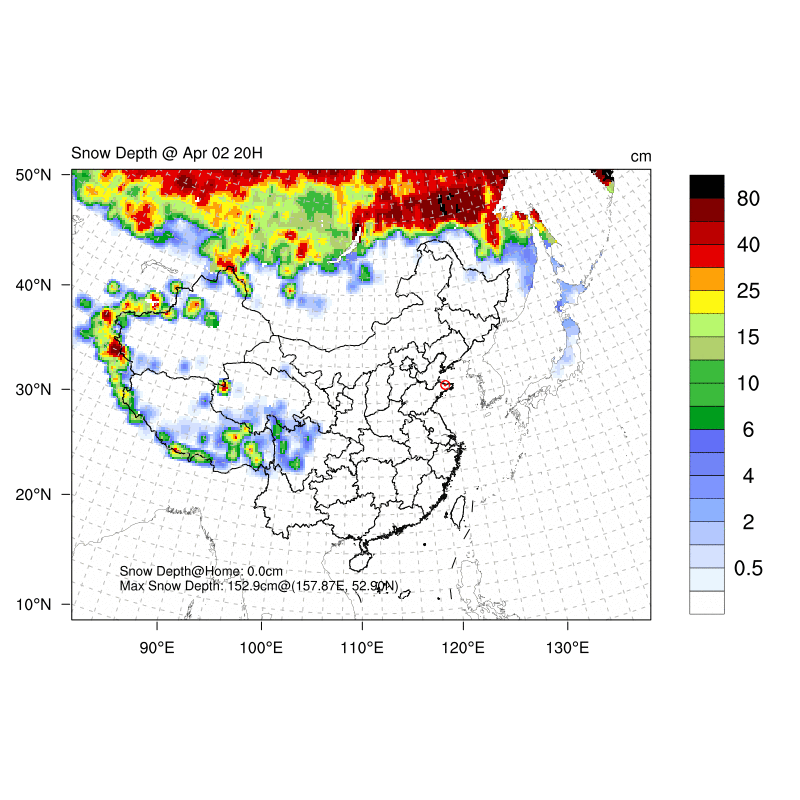 Snow Depth @ Apr 02 20H
cm
50°N
40°N
30°N
20°N
10°N
90°E
100°E
110°E
120°E
130°E
80
40
25
15
10
6
4
2
0.5
Snow Depth@Home: 0.0cm
Max Snow Depth: 152.9cm@(157.87E, 52.90N)